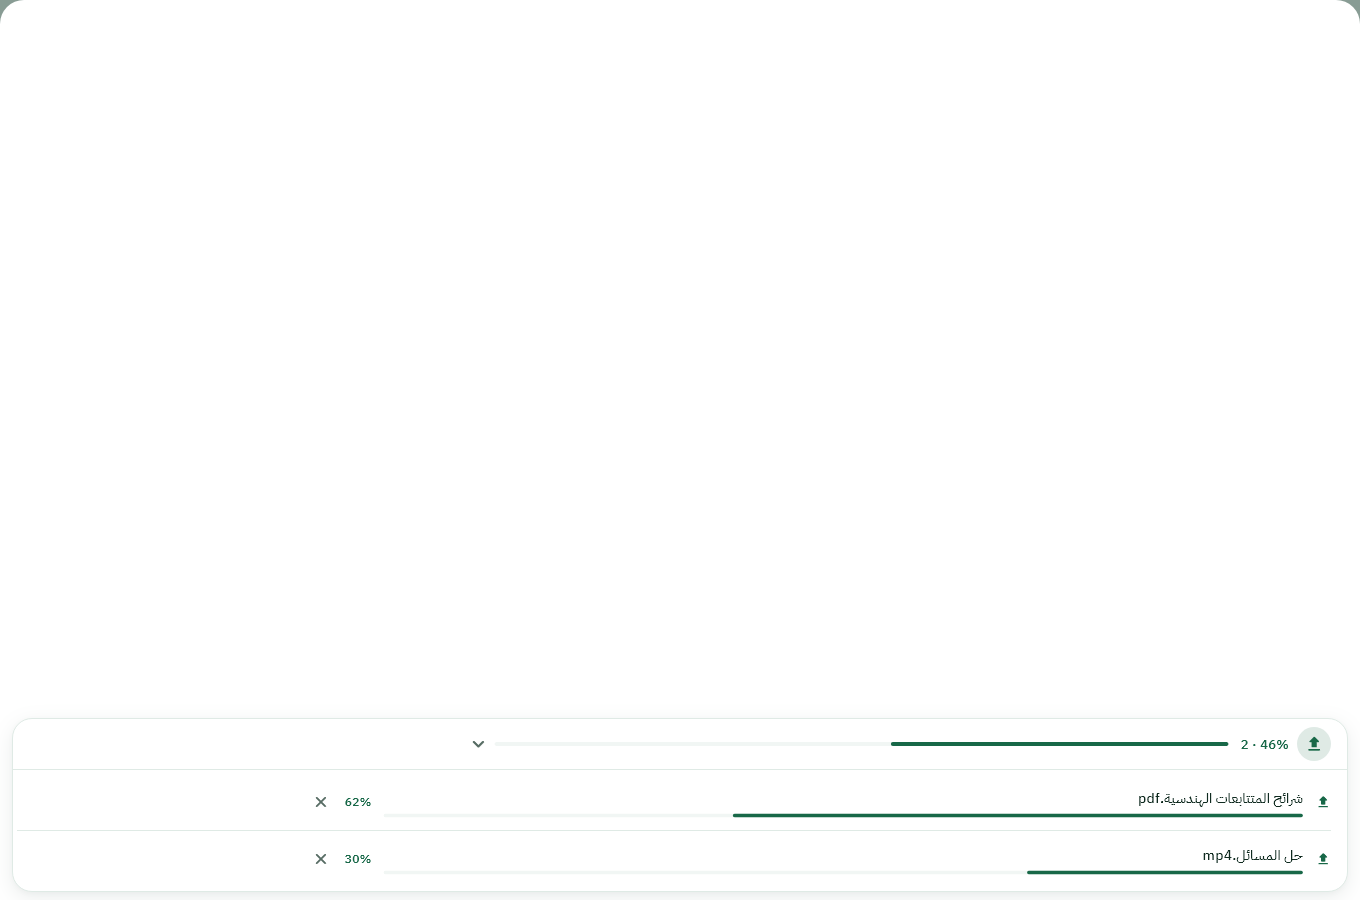 2 · 46%
شرائح المتتابعات الهندسية.pdf
62%
حل المسائل.mp4
30%